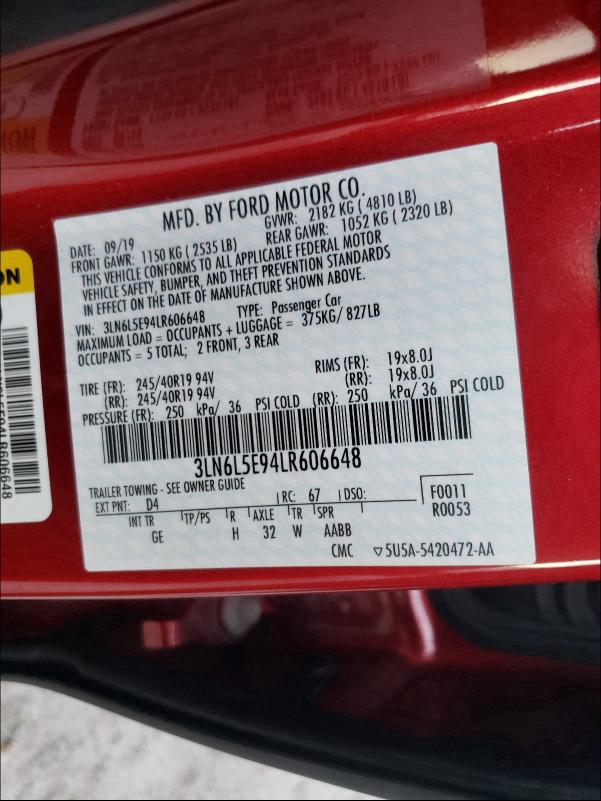 MFD. BY FORD MOTOR CO.
DATE: 09/19 GVWR: 2182 KG ( 4810 LB)
FRONT GAWR: 1150 KG ( 2535 LB) REAR GAWR: 1052 KG ( 2320 LB)
THIS VEHICLE CONFORMS TO ALL APPLICABLE FEDERAL MOTOR
VEHICLE SAFETY, BUMPER, AND THEFT PREVENTION STANDARDS
IN EFFECT ON THE DATE OF MANUFACTURE SHOWN ABOVE.
VIN: 3LN6L5E94LR606648 TYPE: Passenger Car
MAXIMUM LOAD = OCCUPANTS + LUGGAGE = 375KG/ 827LB
OCCUPANTS = 5 TOTAL; 2 FRONT, 3 REAR
TIRE (FR): 245/40R19 94V RIMS (FR): 19x8.0J
(RR): 245/40R19 94V (RR): 19x8.0J
PRESSURE (FR): 250 kPa/ 36 PSI COLD (RR): 250 kPa/ 36 PSI COLD
3LN6L5E94LR606648
TRAILER TOWING - SEE OWNER GUIDE
EXT PNT: D4 RC: 67 DSO: F0011
INT TR TP/PS R AXLE TR SPR R0053
GE H 32 W AABB
CMC 5U5A-5420472-AA
LR606648